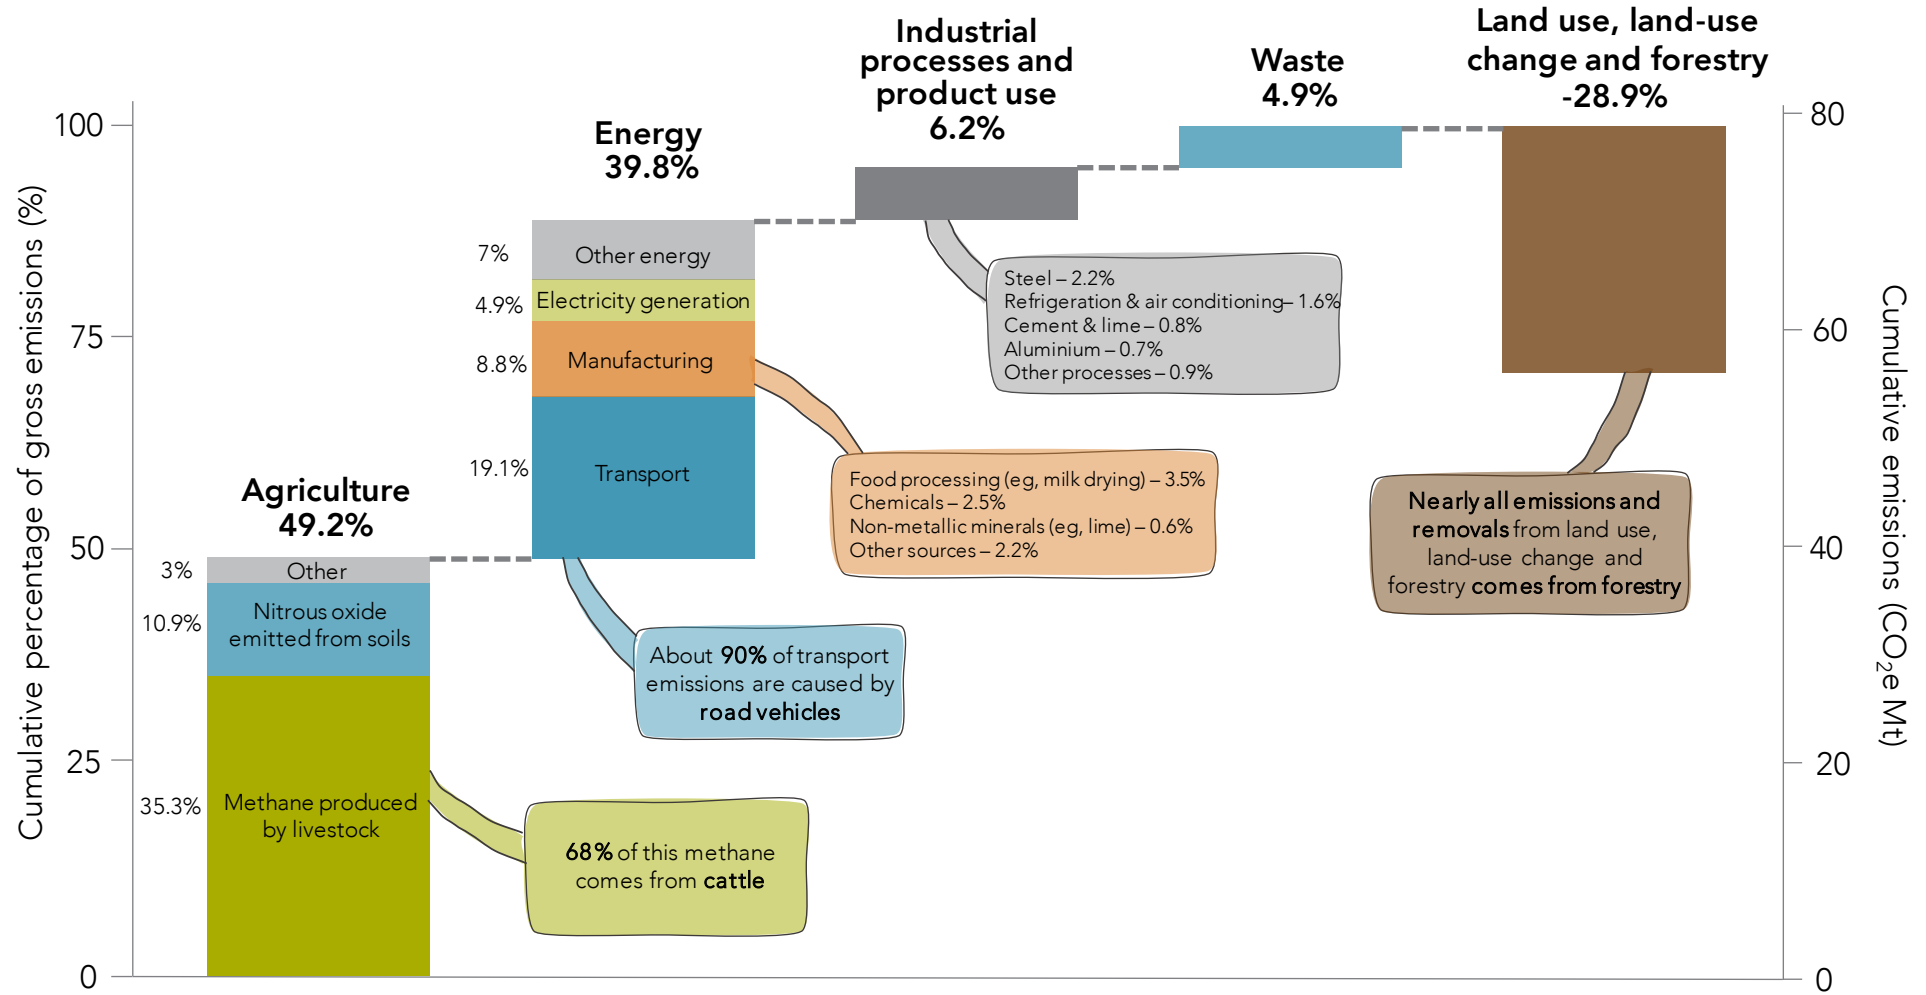 Cumulative percentage of gross emissions (%)
100
75
50
25
0
Agriculture
49.2%
3%
Other
10.9%
Nitrous oxide
emitted from soils
35.3%
Methane produced
by livestock
68% of this methane
comes from cattle
Energy
39.8%
7%
Other energy
4.9%
Electricity generation
8.8%
Manufacturing
19.1%
Transport
About 90% of transport
emissions are caused by
road vehicles
Food processing (eg, milk drying) – 3.5%
Chemicals – 2.5%
Non-metallic minerals (eg, lime) – 0.6%
Other sources – 2.2%
Industrial
processes and
product use
6.2%
Steel – 2.2%
Refrigeration & air conditioning– 1.6%
Cement & lime – 0.8%
Aluminium – 0.7%
Other processes – 0.9%
Waste
4.9%
Land use, land-use
change and forestry
-28.9%
Nearly all emissions and
removals from land use,
land-use change and
forestry comes from forestry
80
60
40
20
0
Cumulative emissions (CO₂e Mt)